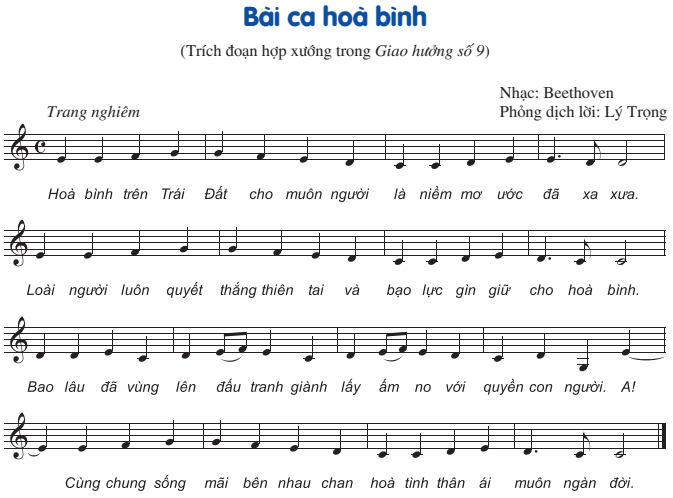 Bài ca hoà bình
(Trích đoạn hợp xướng trong Giao hưởng số 9)
Nhạc: Beethoven
Trang nghiêm
Phỏng dịch lời: Lý Trọng
Hoà bình trên Trái Đất cho muôn người là niềm mơ ước đã xa xưa.
Loài người luôn quyết thắng thiên tai và bạo lực gìn giữ cho hoà bình.
Bao lâu đã vùng lên đấu tranh giành lấy ấm no với quyền con người. A!
Cùng chung sống mãi bên nhau chan hoà tình thân ái muôn ngàn đời.